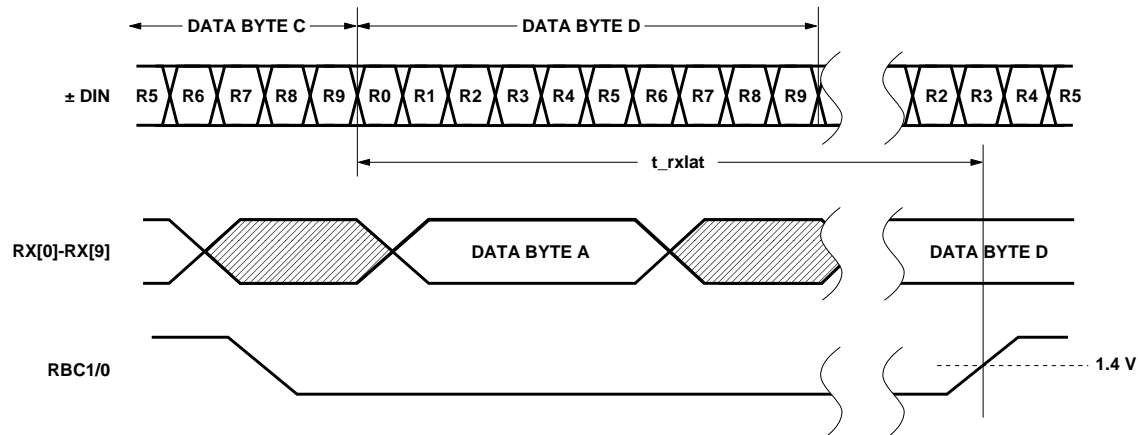 DATA BYTE C DATA BYTE D
± DIN R5 R6 R7 R8 R9 R0 R1 R2 R3 R4 R5 R6 R7 R8 R9 R2 R3 R4 R5
t_rxlat
RX[0]-RX[9] DATA BYTE A DATA BYTE D
RBC1/0 1.4 V